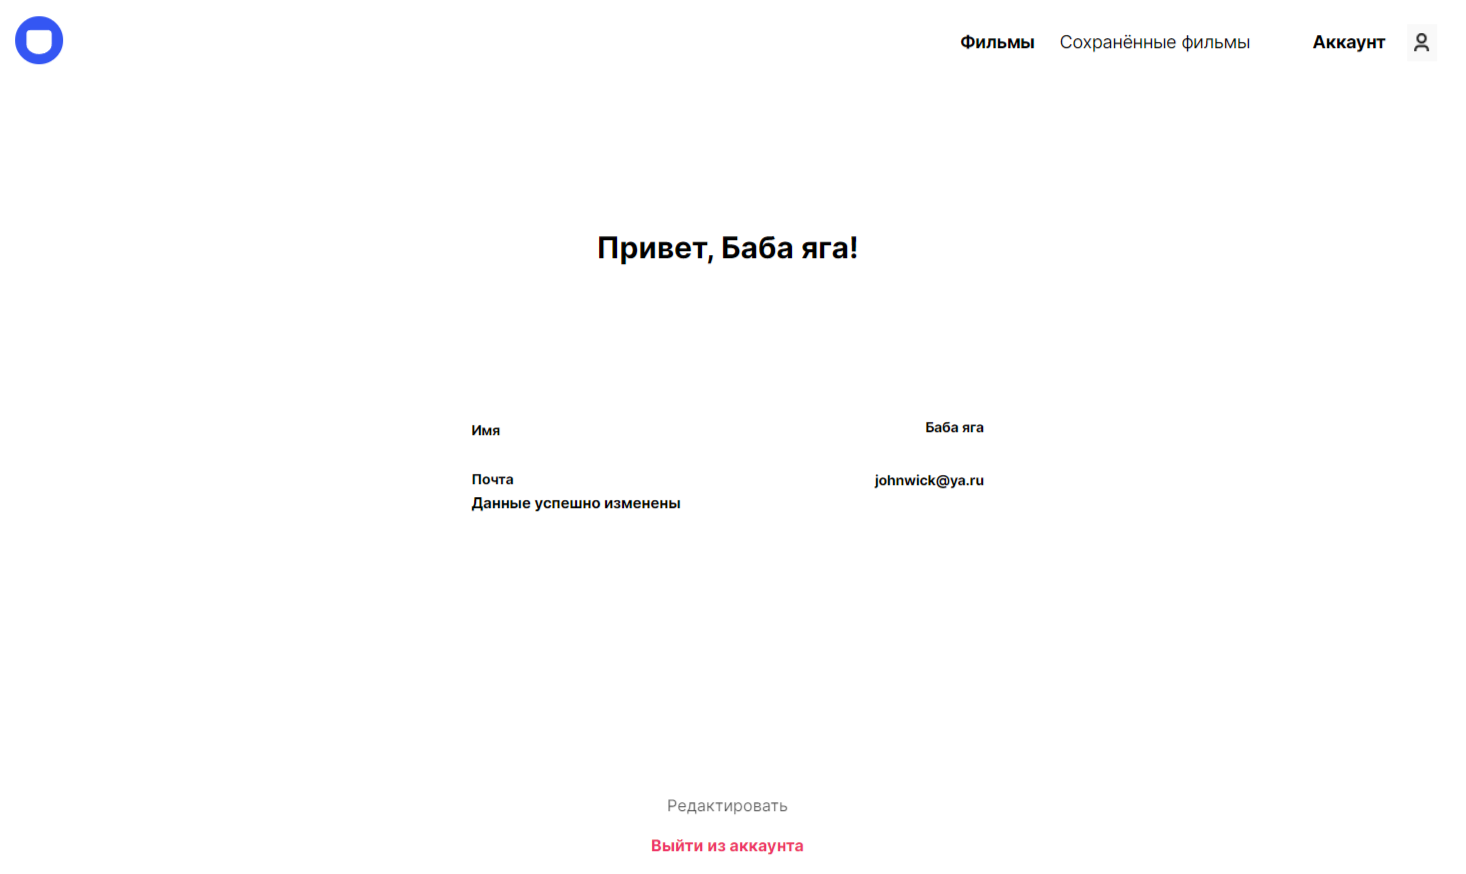 Фильмы Сохранённые фильмы Аккаунт
Привет, Баба яга!
Имя Баба яга
Почта johnwick@ya.ru
Данные успешно изменены
Редактировать
Выйти из аккаунта